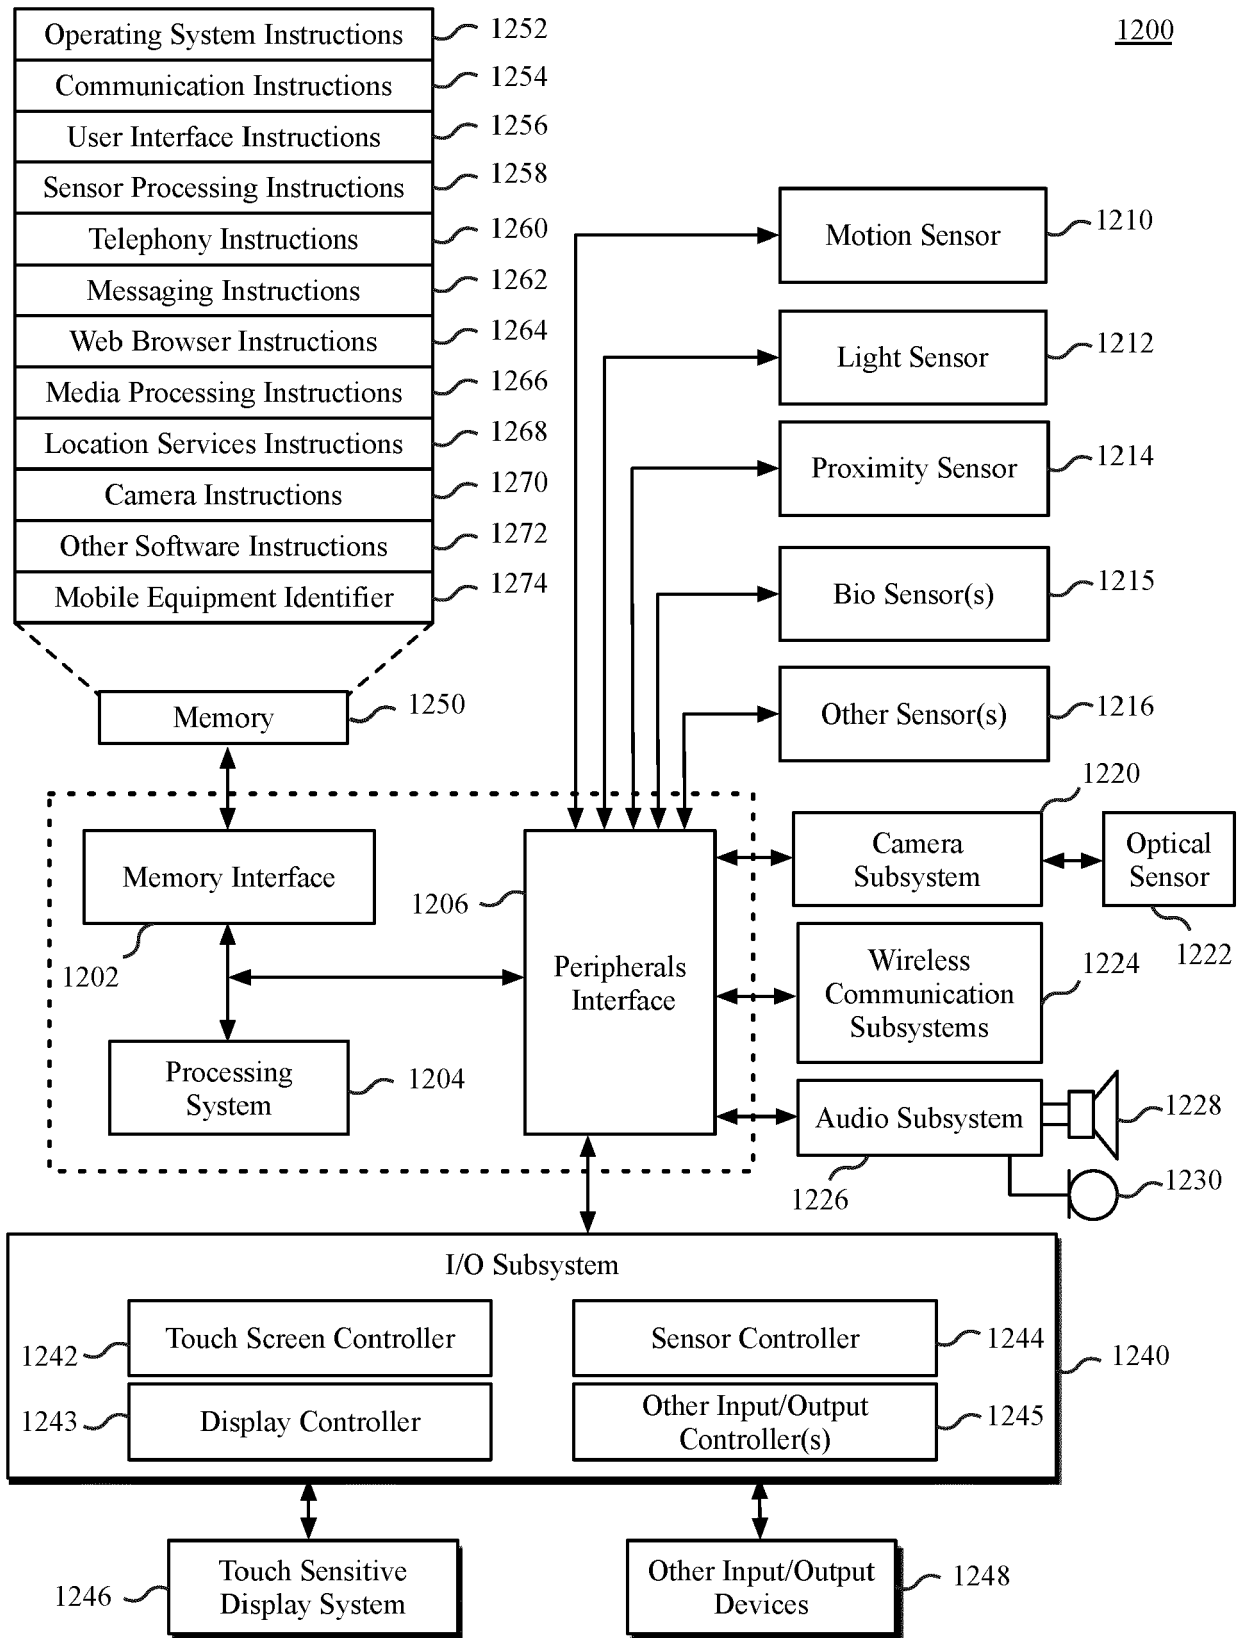 1200
Operating System Instructions 1252
Communication Instructions 1254
User Interface Instructions 1256
Sensor Processing Instructions 1258
Telephony Instructions 1260
Messaging Instructions 1262
Web Browser Instructions 1264
Media Processing Instructions 1266
Location Services Instructions 1268
Camera Instructions 1270
Other Software Instructions 1272
Mobile Equipment Identifier 1274
Memory 1250
Motion Sensor 1210
Light Sensor 1212
Proximity Sensor 1214
Bio Sensor(s) 1215
Other Sensor(s) 1216
Memory Interface
1202
Processing
System
1204
1206
Peripherals
Interface
1220
Camera
Subsystem
Optical
Sensor
1222
Wireless
Communication
Subsystems
1224
Audio Subsystem
1226
1228
1230
I/O Subsystem
1240
1242 Touch Screen Controller
Sensor Controller 1244
1243 Display Controller
Other Input/Output
Controller(s)
1245
1246
Touch Sensitive
Display System
Other Input/Output
Devices
1248